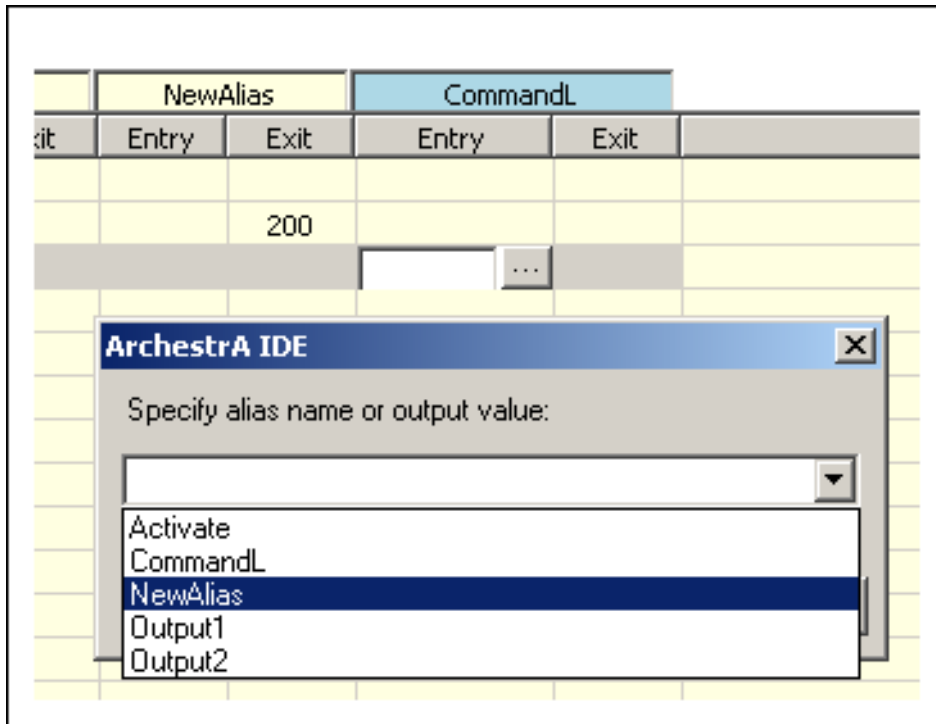 NewAlias CommandL
xit Entry Exit Entry Exit
200
...
ArchestrA IDE
Specify alias name or output value:
Activate
CommandL
NewAlias
Output1
Output2